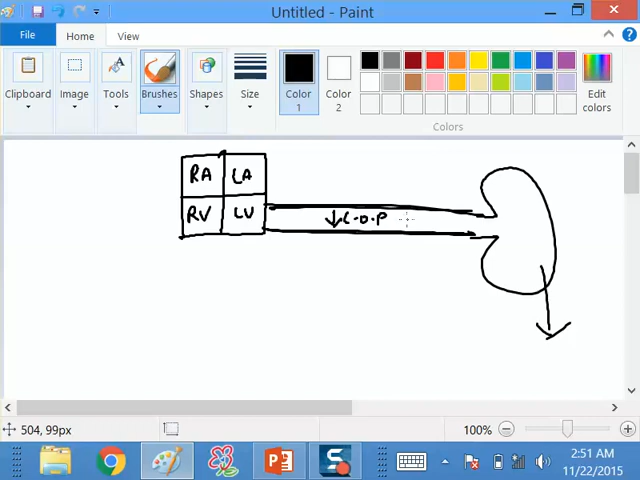 Untitled - Paint
File Home View
Clipboard Image Tools Brushes Shapes Size Color 1 Color 2 Edit colors
Colors
RA LA
RV LV
↓C.O.P
504, 99px 100%
2:51 AM
11/22/2015